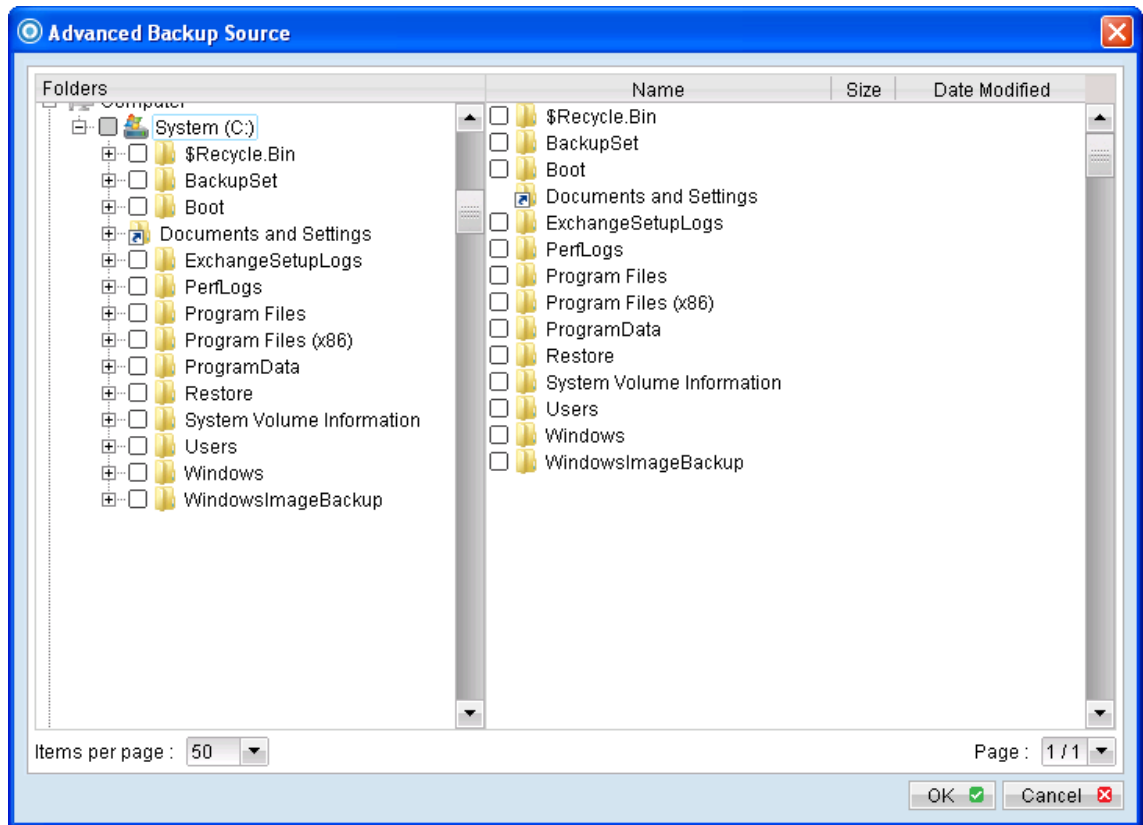 Advanced Backup Source
Folders
Name
Size
Date Modified
Computer
System (C:)
$Recycle.Bin
BackupSet
Boot
Documents and Settings
ExchangeSetupLogs
PerfLogs
Program Files
Program Files (x86)
ProgramData
Restore
System Volume Information
Users
Windows
WindowsImageBackup
$Recycle.Bin
BackupSet
Boot
Documents and Settings
ExchangeSetupLogs
PerfLogs
Program Files
Program Files (x86)
ProgramData
Restore
System Volume Information
Users
Windows
WindowsImageBackup
Items per page : 50
Page : 1 / 1
OK
Cancel